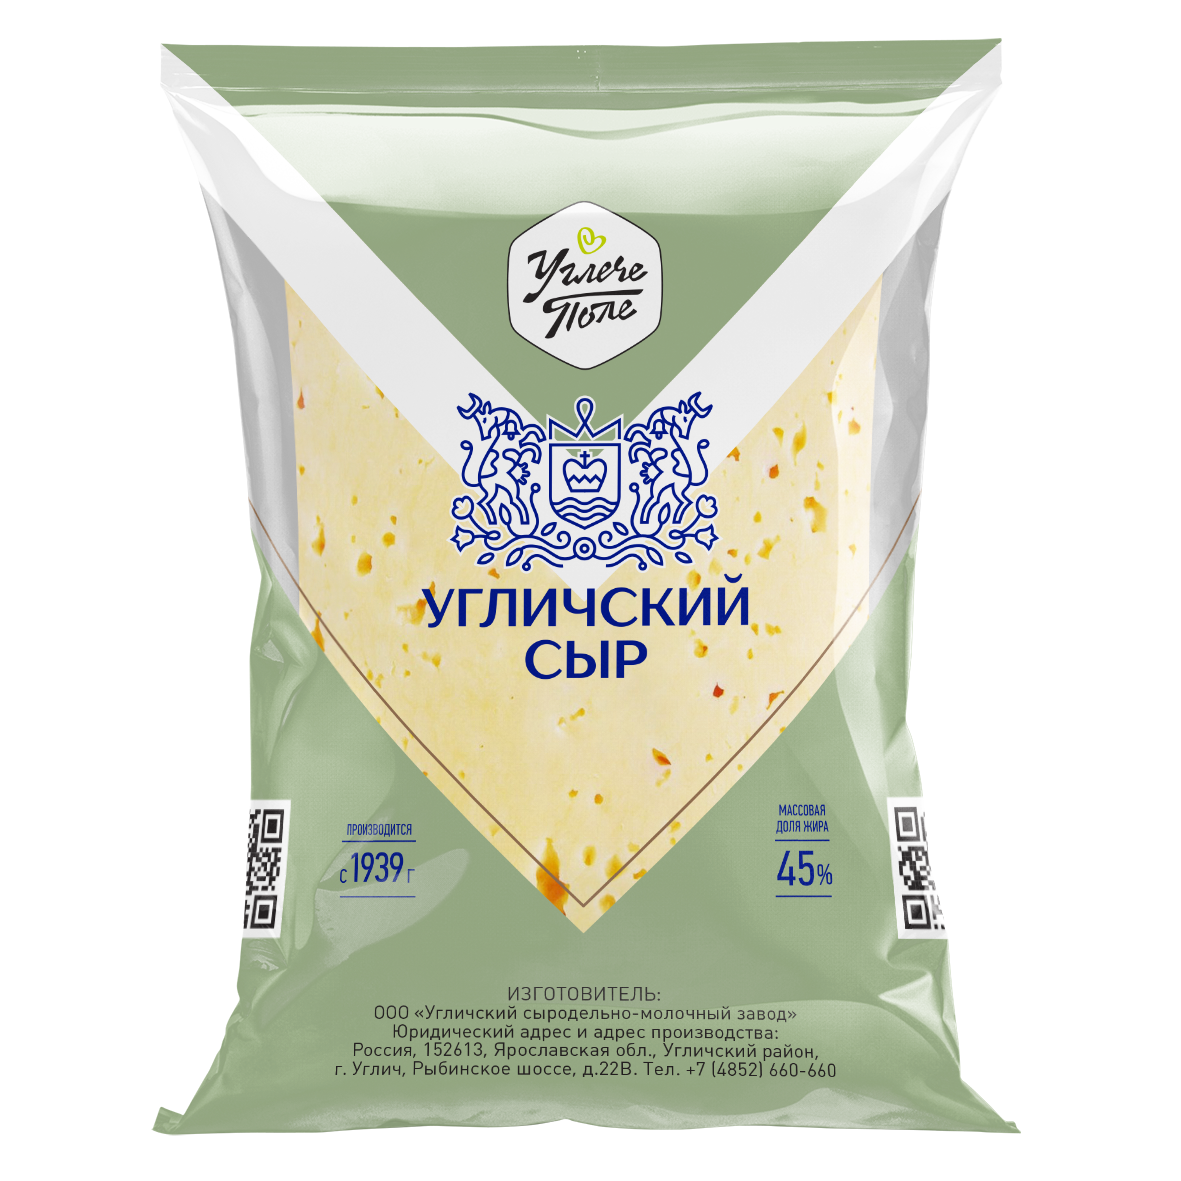 Углече
Поле
УГЛИЧСКИЙ
СЫР
ПРОИЗВОДИТСЯ
с 1939 г
МАССОВАЯ
ДОЛЯ ЖИРА
45%
ИЗГОТОВИТЕЛЬ:
ООО «Угличский сыродельно-молочный завод»
Юридический адрес и адрес производства:
Россия, 152613, Ярославская обл., Угличский район,
г. Углич, Рыбинское шоссе, д.22В. Тел. +7 (4852) 660-660